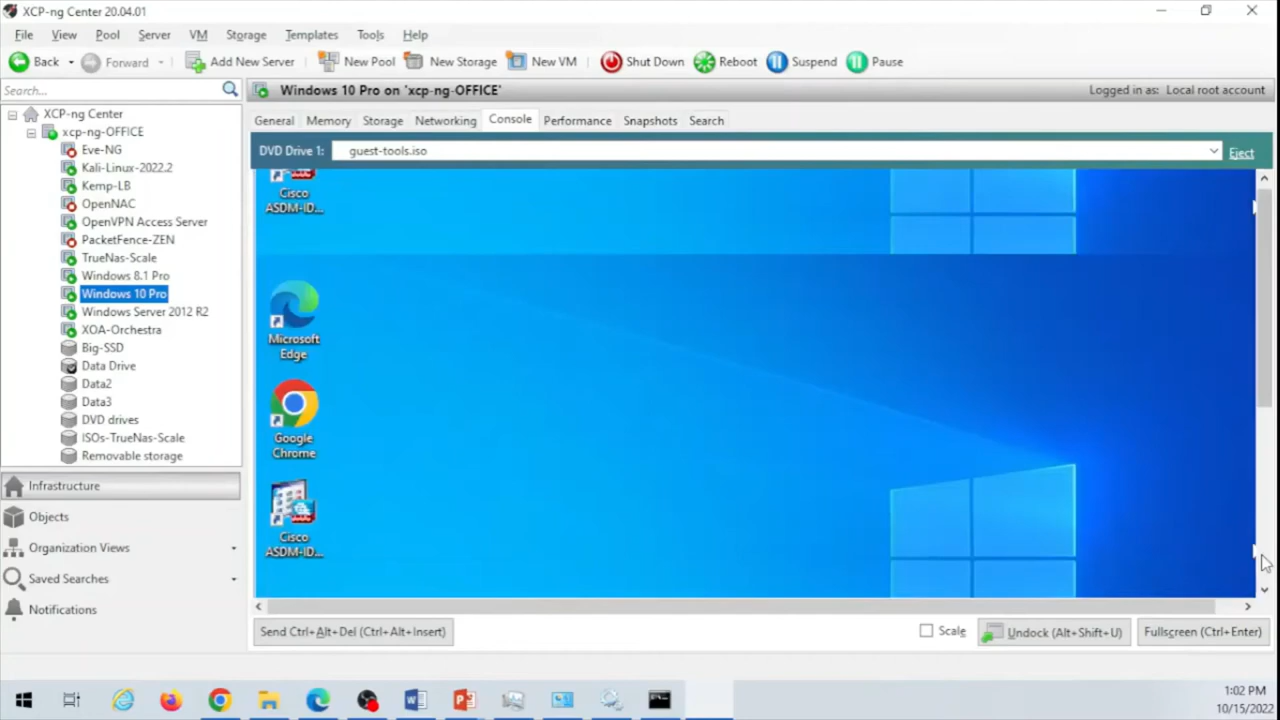 XCP-ng Center 20.04.01
File View Pool Server VM Storage Templates Tools Help
Back Forward Add New Server New Pool New Storage New VM Shut Down Reboot Suspend Pause
Search...
Windows 10 Pro on 'xcp-ng-OFFICE'
Logged in as: Local root account
XCP-ng Center
xcp-ng-OFFICE
Eve-NG
Kali-Linux-2022.2
Kemp-LB
OpenNAC
OpenVPN Access Server
PacketFence-ZEN
TrueNas-Scale
Windows 8.1 Pro
Windows 10 Pro
Windows Server 2012 R2
XOA-Orchestra
Big-SSD
Data Drive
Data2
Data3
DVD drives
ISOs-TrueNas-Scale
Removable storage
Infrastructure
Objects
Organization Views
Saved Searches
Notifications
General Memory Storage Networking Console Performance Snapshots Search
DVD Drive 1: guest-tools.iso Eject
Cisco
ASDM-ID...
Microsoft
Edge
Google
Chrome
Cisco
ASDM-ID...
Send Ctrl+Alt+Del (Ctrl+Alt+Insert)
Scale
Undock (Alt+Shift+U)
Fullscreen (Ctrl+Enter)
1:02 PM
10/15/2022